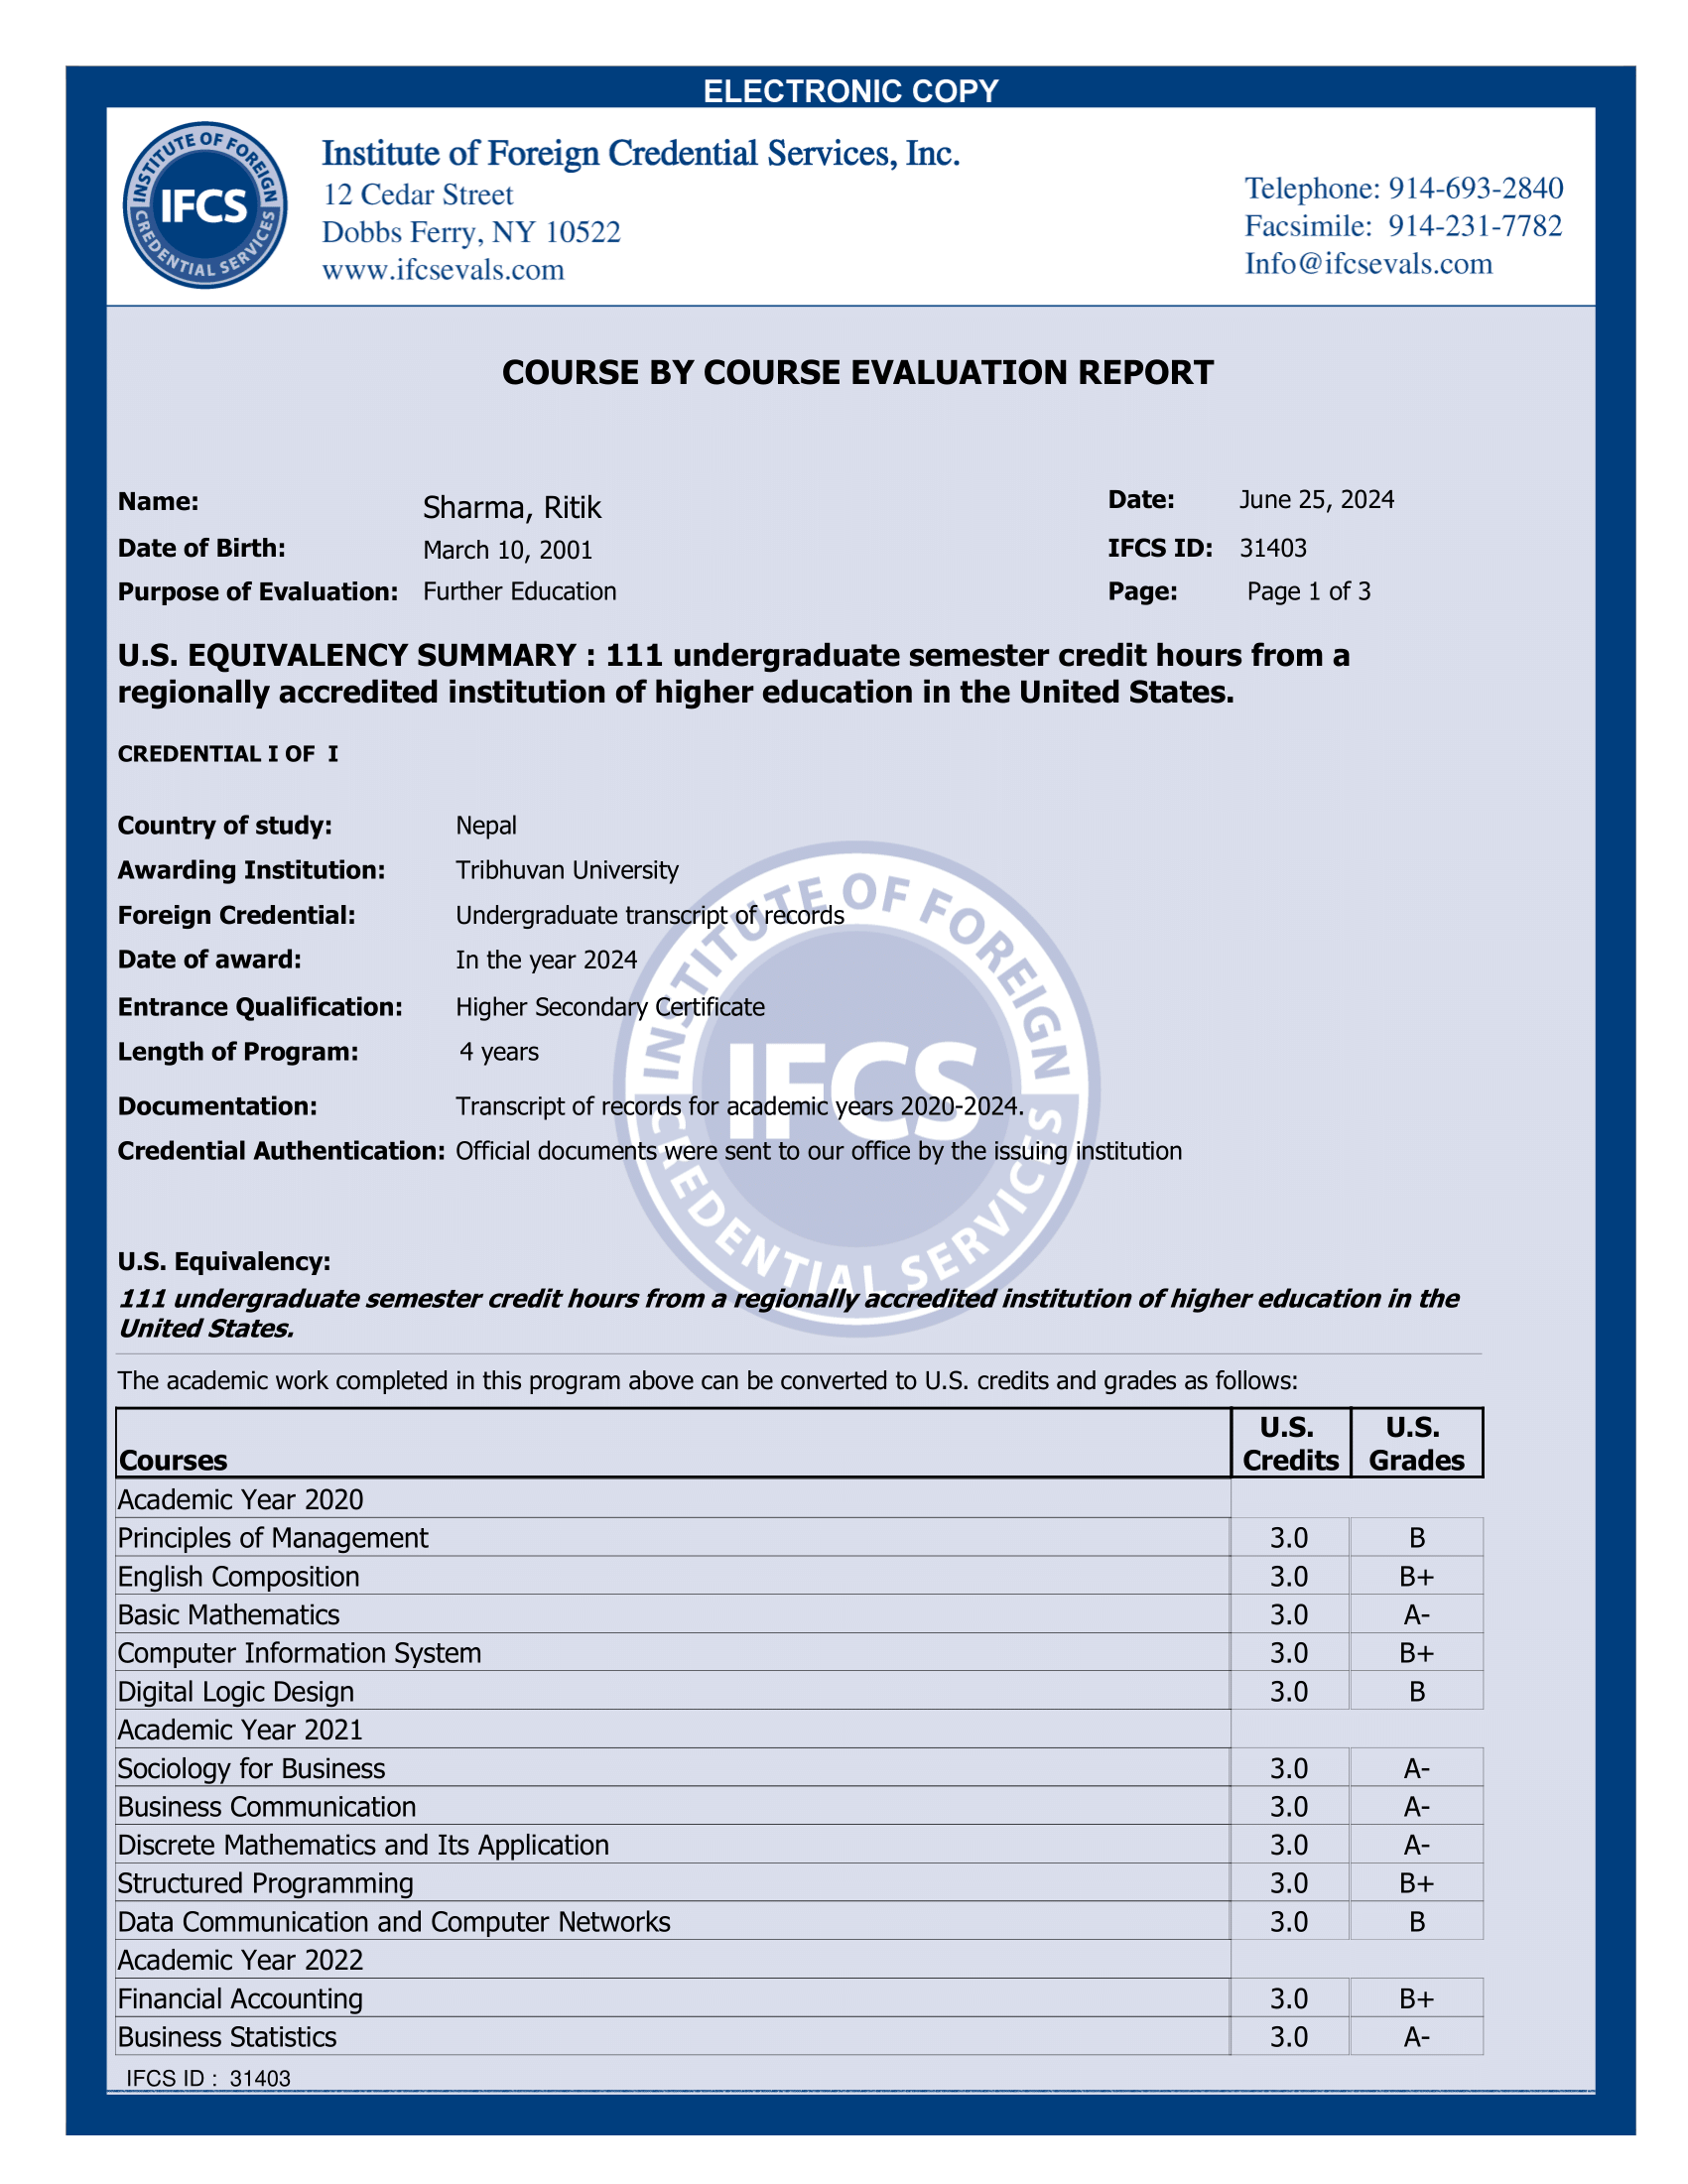 ELECTRONIC COPY
INSTITUTE OF FOREIGN
IFCS
CREDENTIAL SERVICES
Institute of Foreign Credential Services, Inc.
12 Cedar Street
Dobbs Ferry, NY 10522
www.ifcsevals.com
Telephone: 914-693-2840
Facsimile: 914-231-7782
Info@ifcsevals.com
COURSE BY COURSE EVALUATION REPORT
Name: Sharma, Ritik Date: June 25, 2024
Date of Birth: March 10, 2001 IFCS ID: 31403
Purpose of Evaluation: Further Education Page: Page 1 of 3
U.S. EQUIVALENCY SUMMARY : 111 undergraduate semester credit hours from a
regionally accredited institution of higher education in the United States.
CREDENTIAL I OF I
Country of study: Nepal
Awarding Institution: Tribhuvan University
Foreign Credential: Undergraduate transcript of records
Date of award: In the year 2024
Entrance Qualification: Higher Secondary Certificate
Length of Program: 4 years
Documentation: Transcript of records for academic years 2020-2024.
Credential Authentication: Official documents were sent to our office by the issuing institution
INSTITUTE OF FOREIGN
IFCS
CREDENTIAL SERVICES
U.S. Equivalency:
111 undergraduate semester credit hours from a regionally accredited institution of higher education in the
United States.
The academic work completed in this program above can be converted to U.S. credits and grades as follows:
Courses U.S. Credits U.S. Grades
Academic Year 2020
Principles of Management 3.0 B
English Composition 3.0 B+
Basic Mathematics 3.0 A-
Computer Information System 3.0 B+
Digital Logic Design 3.0 B
Academic Year 2021
Sociology for Business 3.0 A-
Business Communication 3.0 A-
Discrete Mathematics and Its Application 3.0 A-
Structured Programming 3.0 B+
Data Communication and Computer Networks 3.0 B
Academic Year 2022
Financial Accounting 3.0 B+
Business Statistics 3.0 A-
IFCS ID : 31403